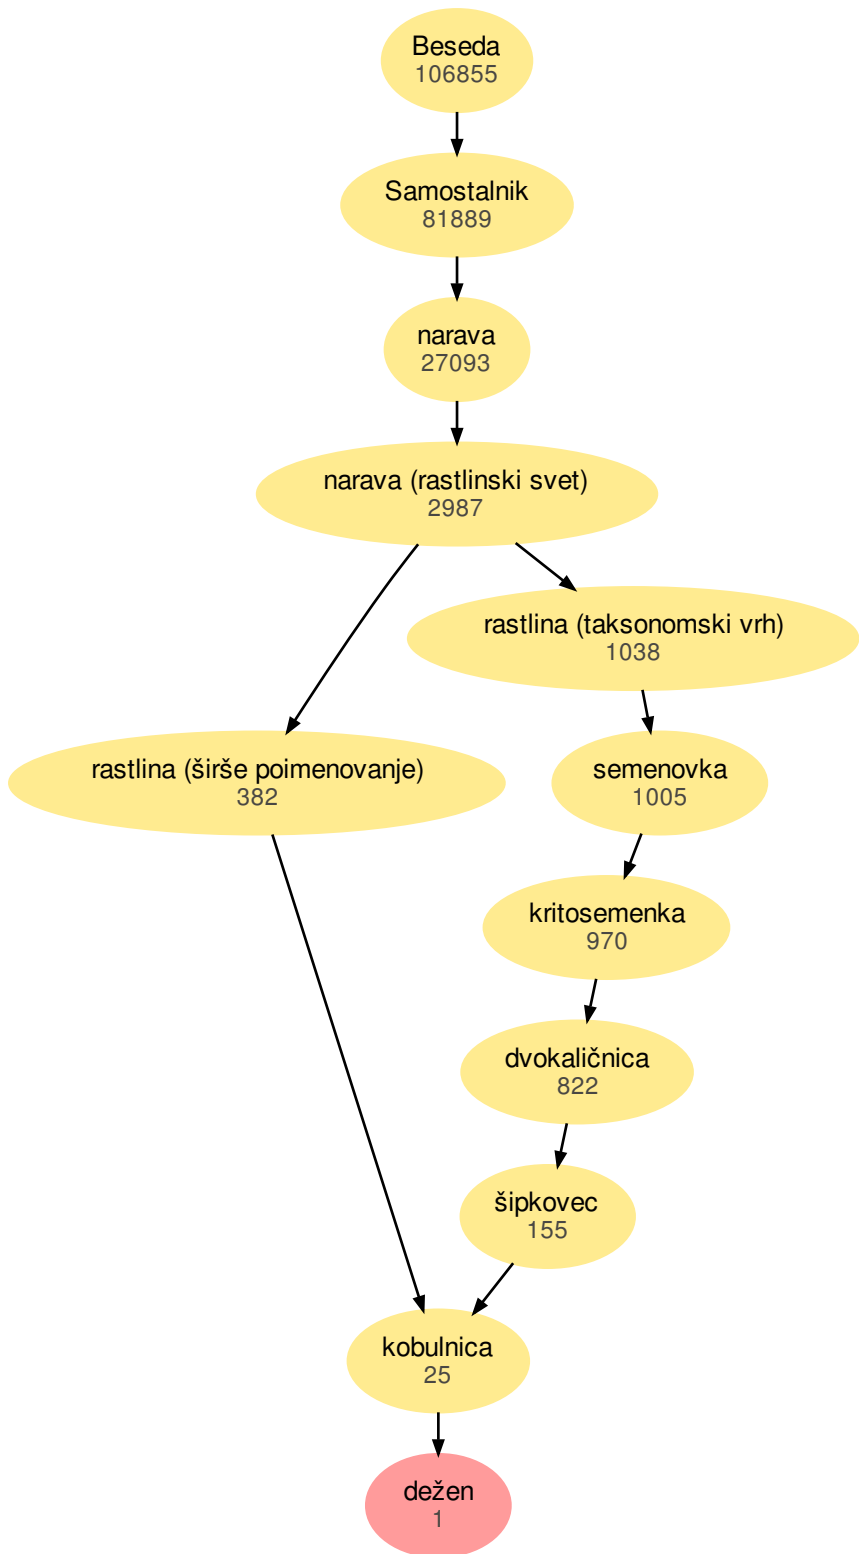 Beseda
106855
Samostalnik
81889
narava
27093
narava (rastlinski svet)
2987
rastlina (taksonomski vrh)
1038
rastlina (širše poimenovanje)
382
semenovka
1005
kritosemenka
970
dvokaličnica
822
šipkovec
155
kobulnica
25
dežen
1